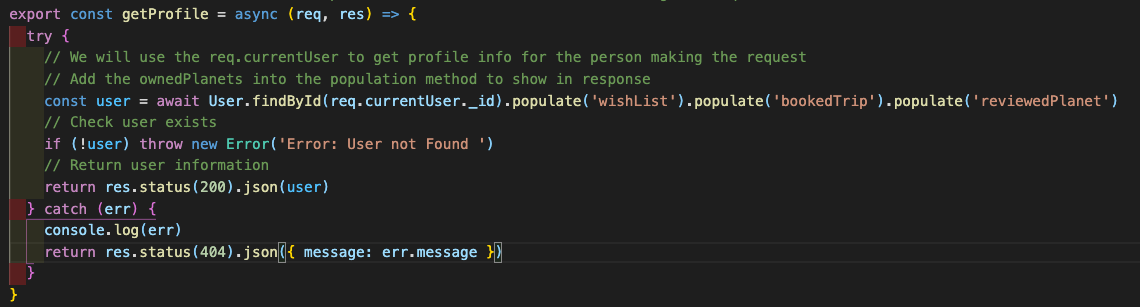 export const getProfile = async (req, res) => {
  try {
    // We will use the req.currentUser to get profile info for the person making the request
    // Add the ownedPlanets into the population method to show in response
    const user = await User.findById(req.currentUser._id).populate('wishList').populate('bookedTrip').populate('reviewedPlanet')
    // Check user exists
    if (!user) throw new Error('Error: User not Found ')
    // Return user information
    return res.status(200).json(user)
  } catch (err) {
    console.log(err)
    return res.status(404).json({ message: err.message })
  }
}